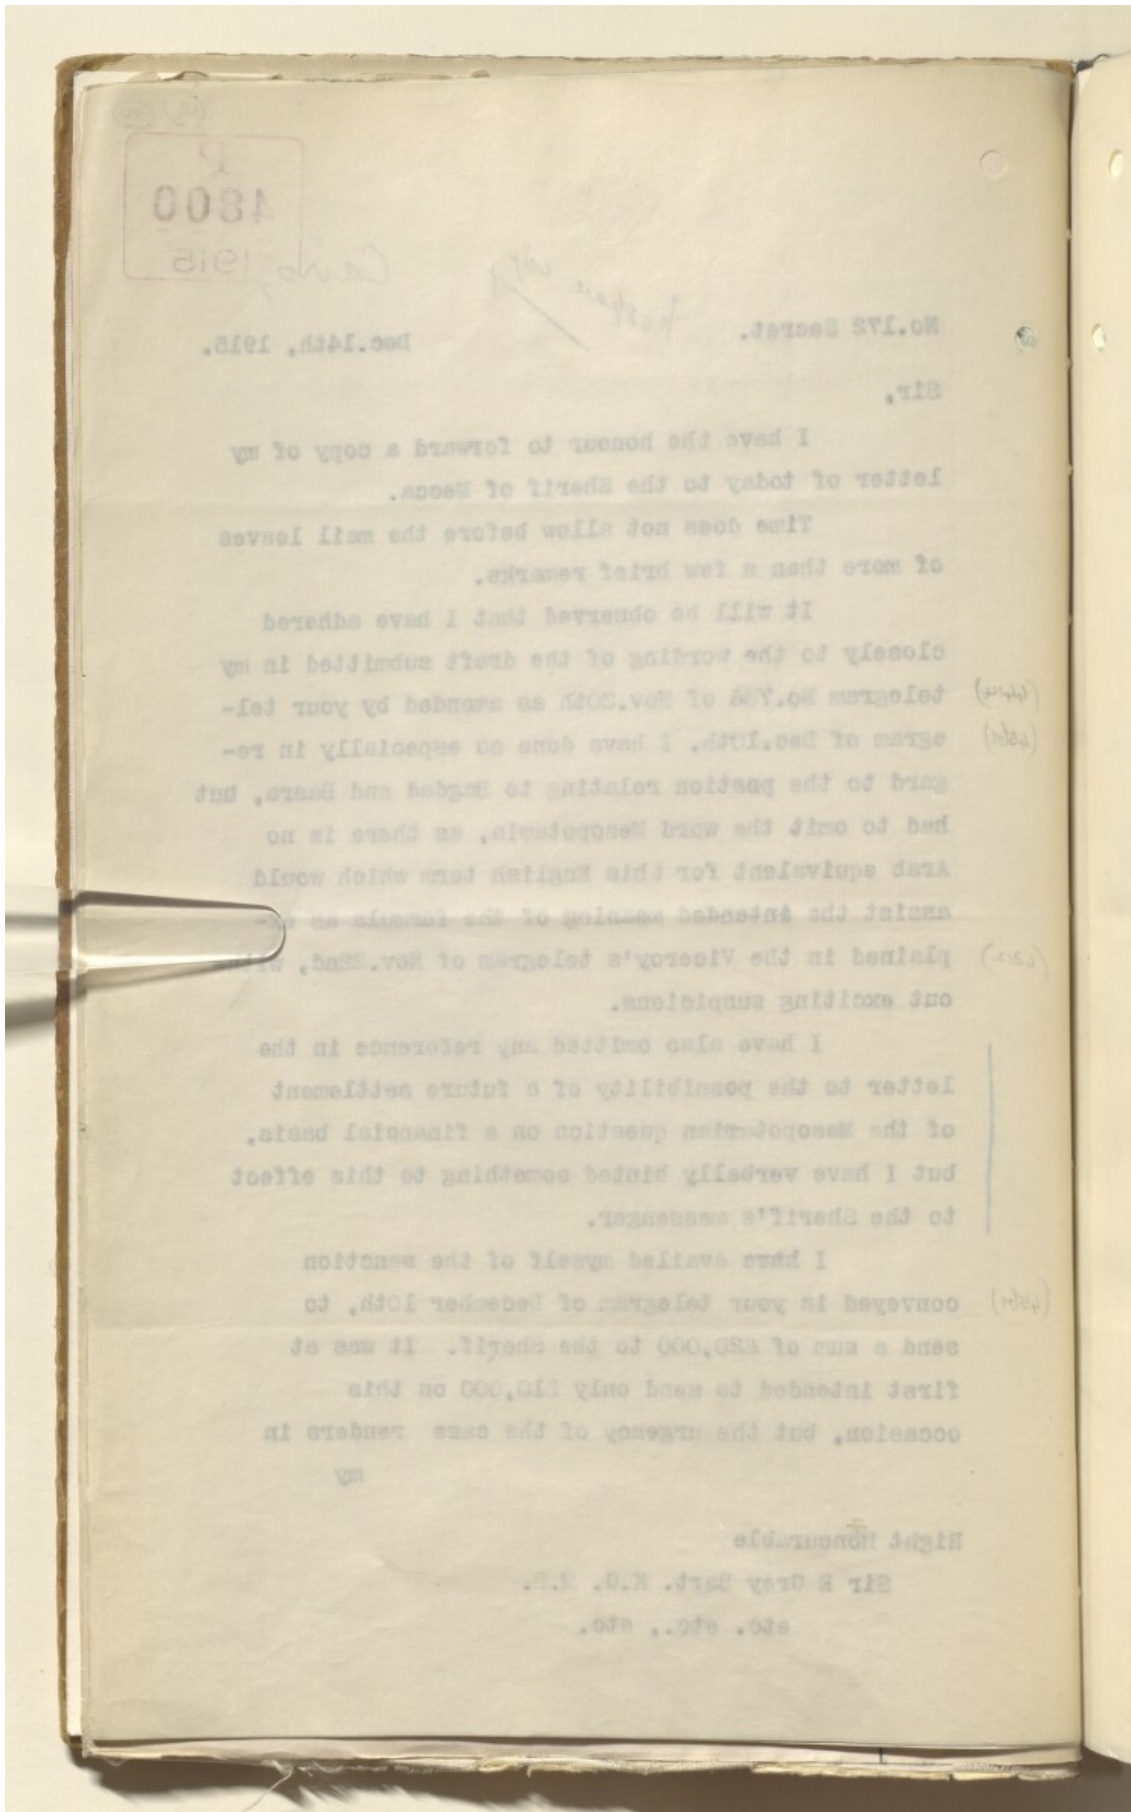 P
4800
1915
Cairo,
No.172 Secret.
Dec.14th, 1915.
Sir,
I have the honour to forward a copy of my
letter of today to the Sherif of Mecca.
Time does not allow before the mail leaves
of more then a few brief remarks.
It will be observed that I have adhered
closely to the wording of the draft submitted in my
telegram No.736 of Nov.30th as amended by your tel-
egram of Dec.10th. I have done so especially in re-
gard to the position relating to Bagdad and Basra, but
had to omit the word Mesopotamia, as there is no
Arab equivalent for this English term which would
assist the intended meaning of the formula as ex-
plained in the Viceroy's telegram of Nov. , with-
out exciting suspicions.
I have also omitted any reference in the
letter to the possibility of a future settlement
of the Mesopotamian question on a financial basis,
but I have verbally hinted something to this effect
to the Sherif's messenger.
I have availed myself of the sanction
conveyed in your telegram of December 10th, to
send a sum of £20,000 to the Sherif. It was at
first intended to send only £10,000 on this
occasion, but the urgency of the case renders in
my
Right Honourable
Sir E Grey Bart. K.G. M.P.
etc. etc., etc.